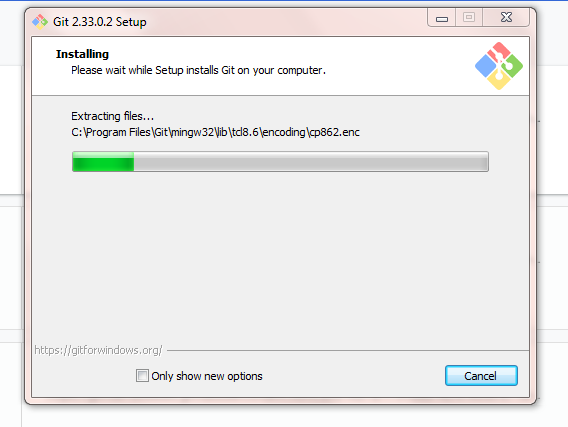 Git 2.33.0.2 Setup
Installing
Please wait while Setup installs Git on your computer.
Extracting files...
C:\Program Files\Git\mingw32\lib\tcl8.6\encoding\cp862.enc
https://gitforwindows.org/
Only show new options
Cancel